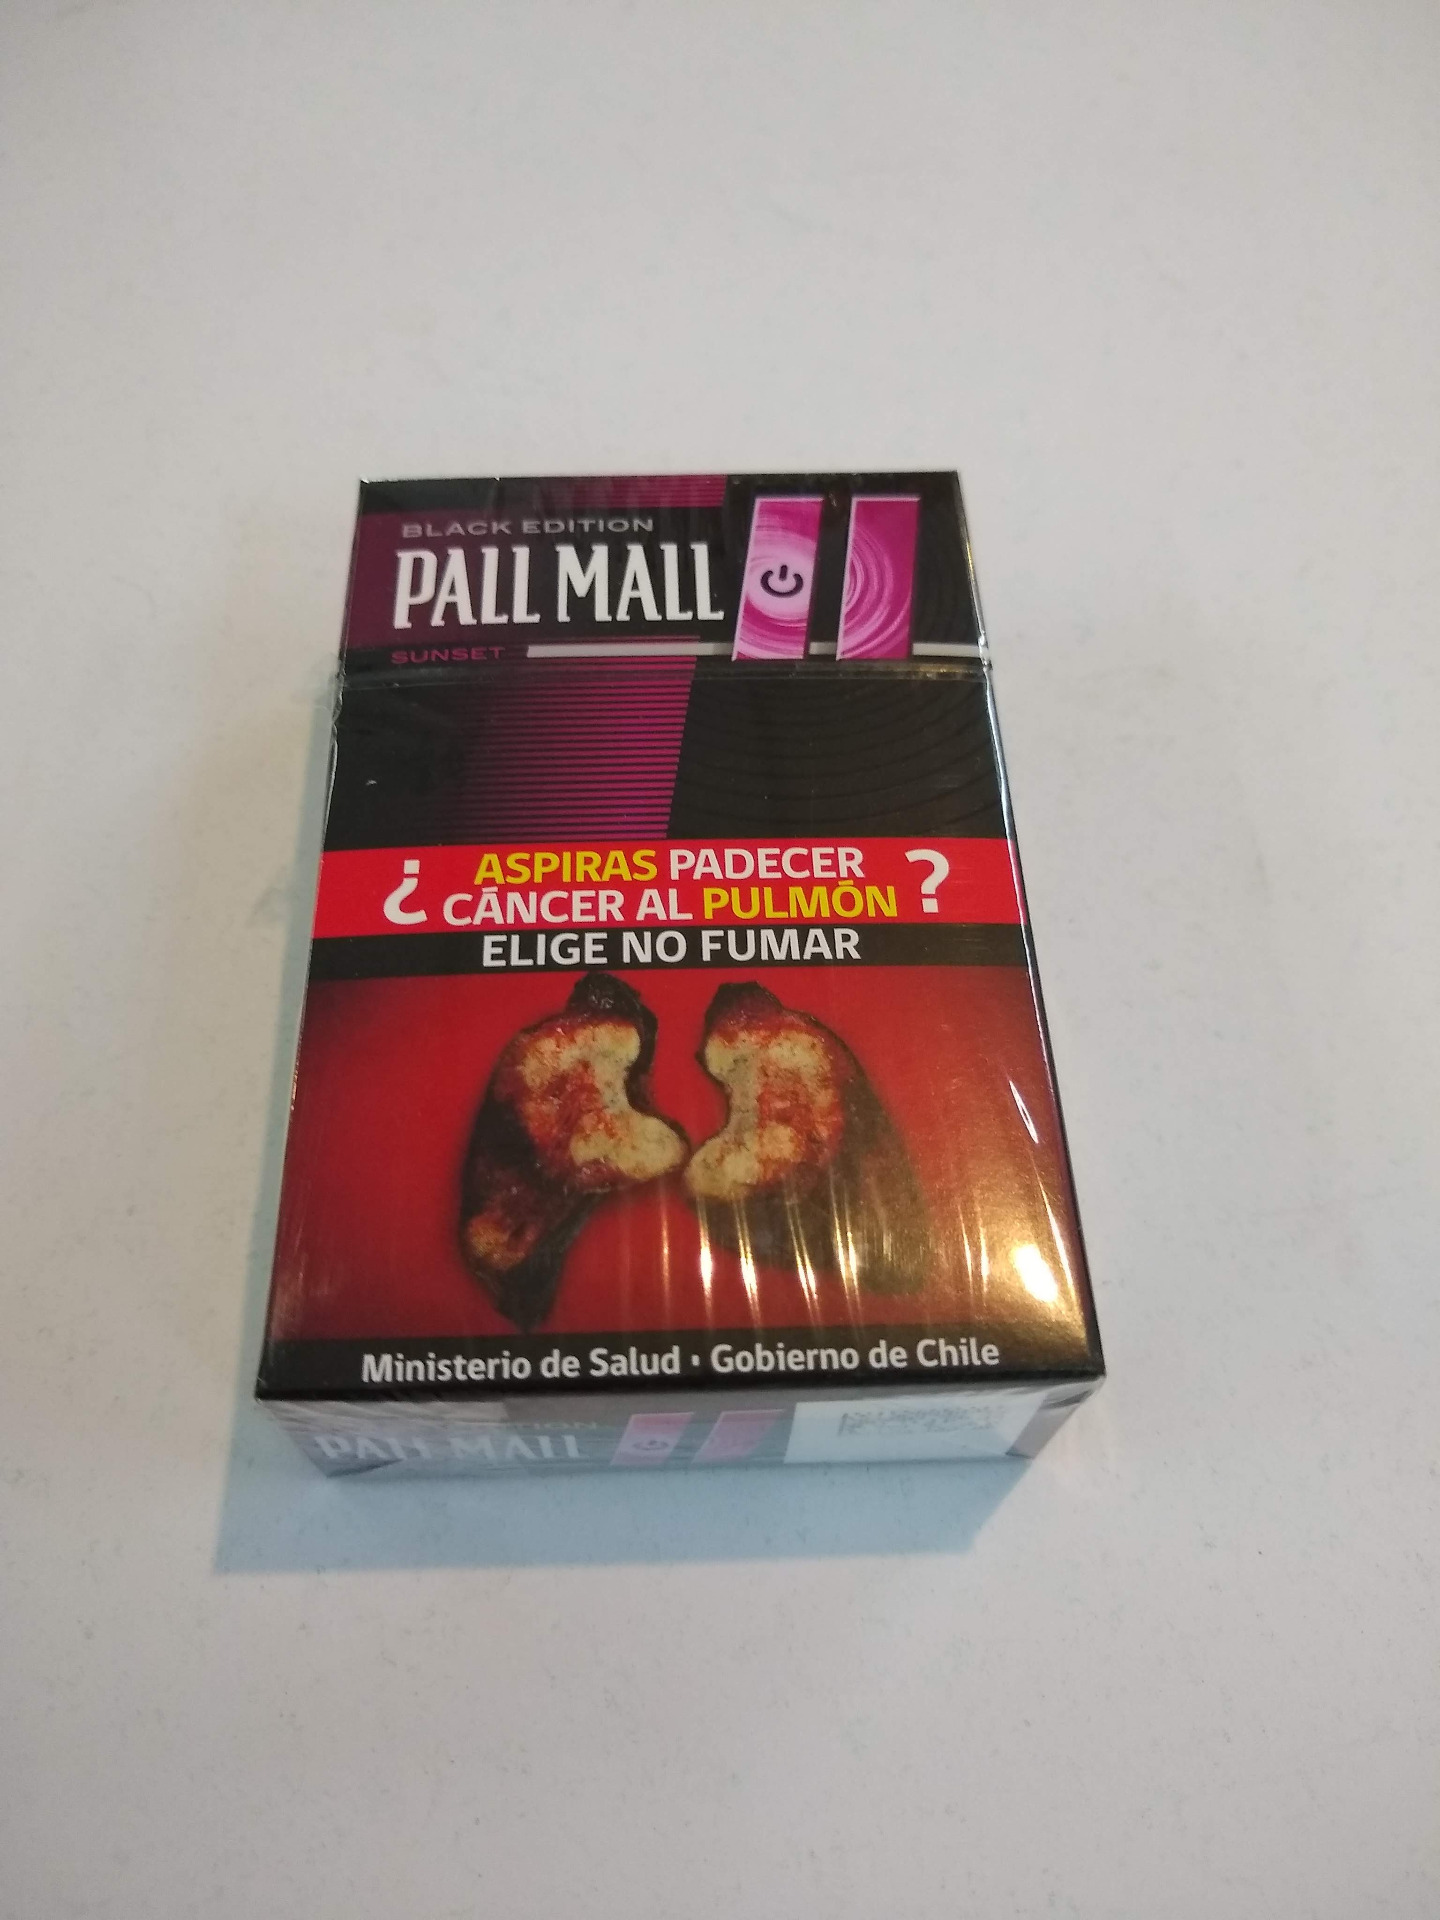 BLACK EDITION
PALL MALL
SUNSET
¿ ASPIRAS PADECER
CÁNCER AL PULMÓN ?
ELIGE NO FUMAR
Ministerio de Salud • Gobierno de Chile
PALL MALL